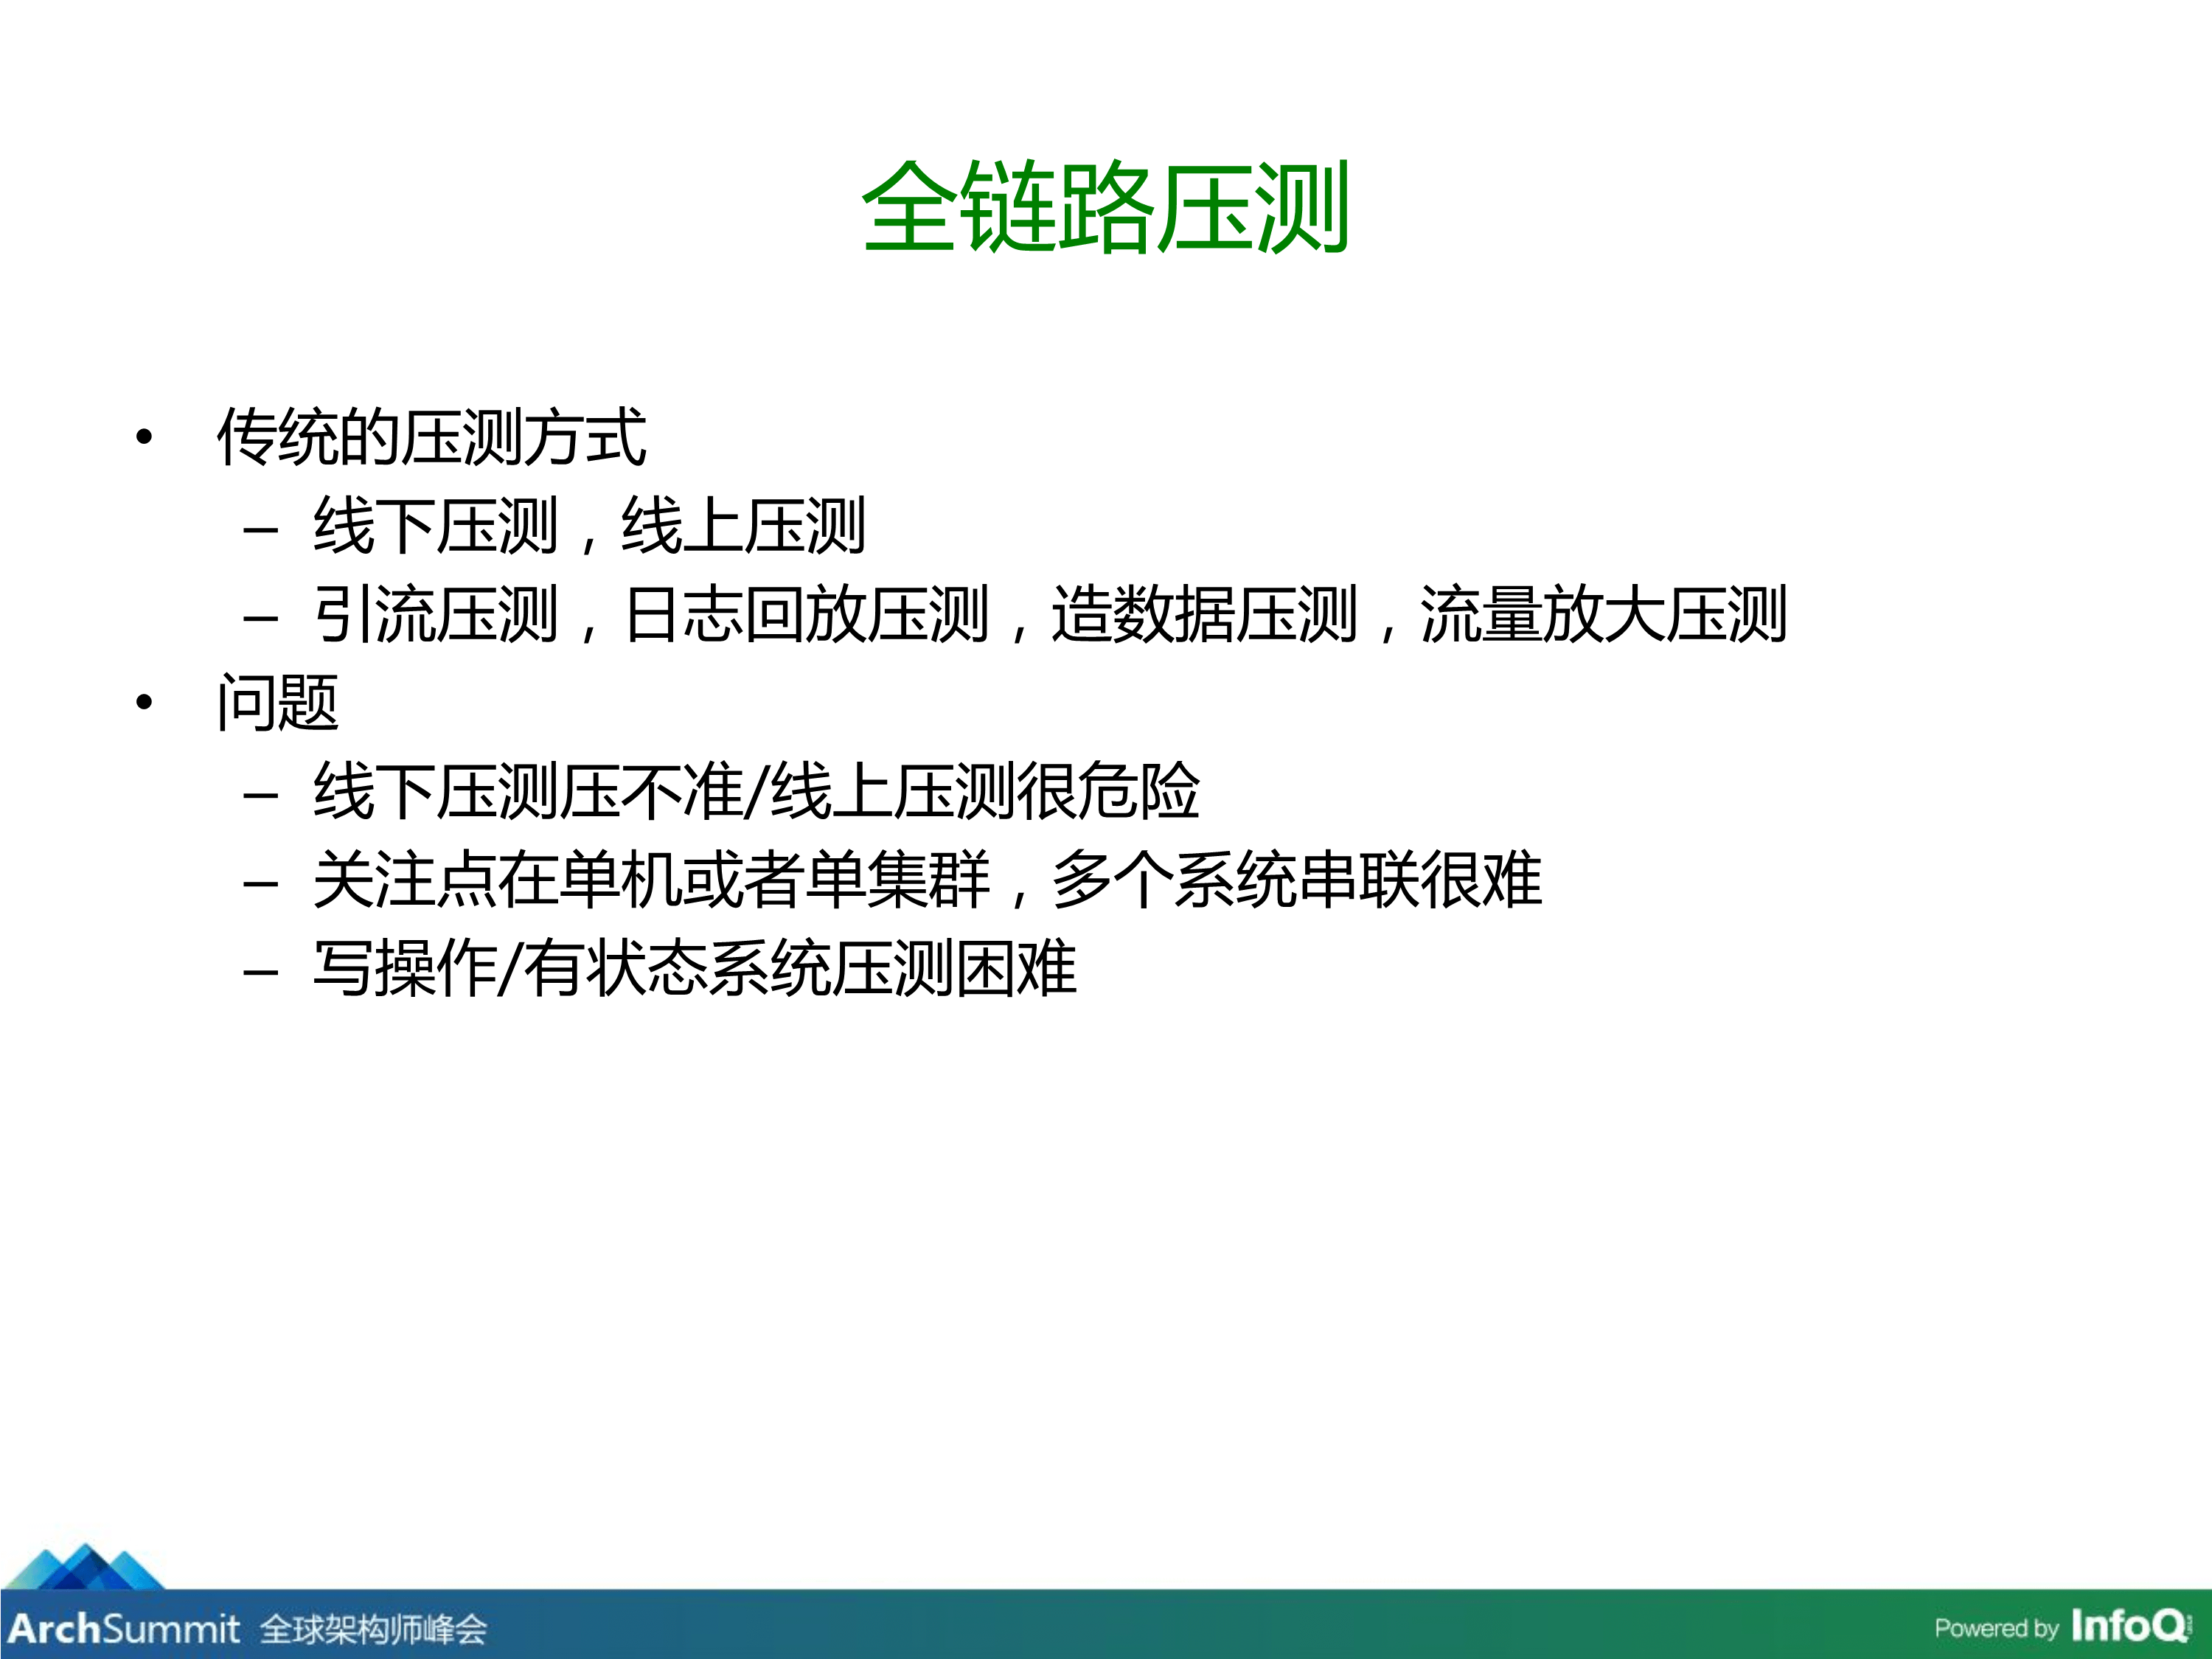 全链路压测
• 传统的压测方式
– 线下压测，线上压测
– 引流压测，日志回放压测，造数据压测，流量放大压测
• 问题
– 线下压测压不准/线上压测很危险
– 关注点在单机或者单集群，多个系统串联很难
– 写操作/有状态系统压测困难
ArchSummit 全球架构师峰会
Powered by InfoQ